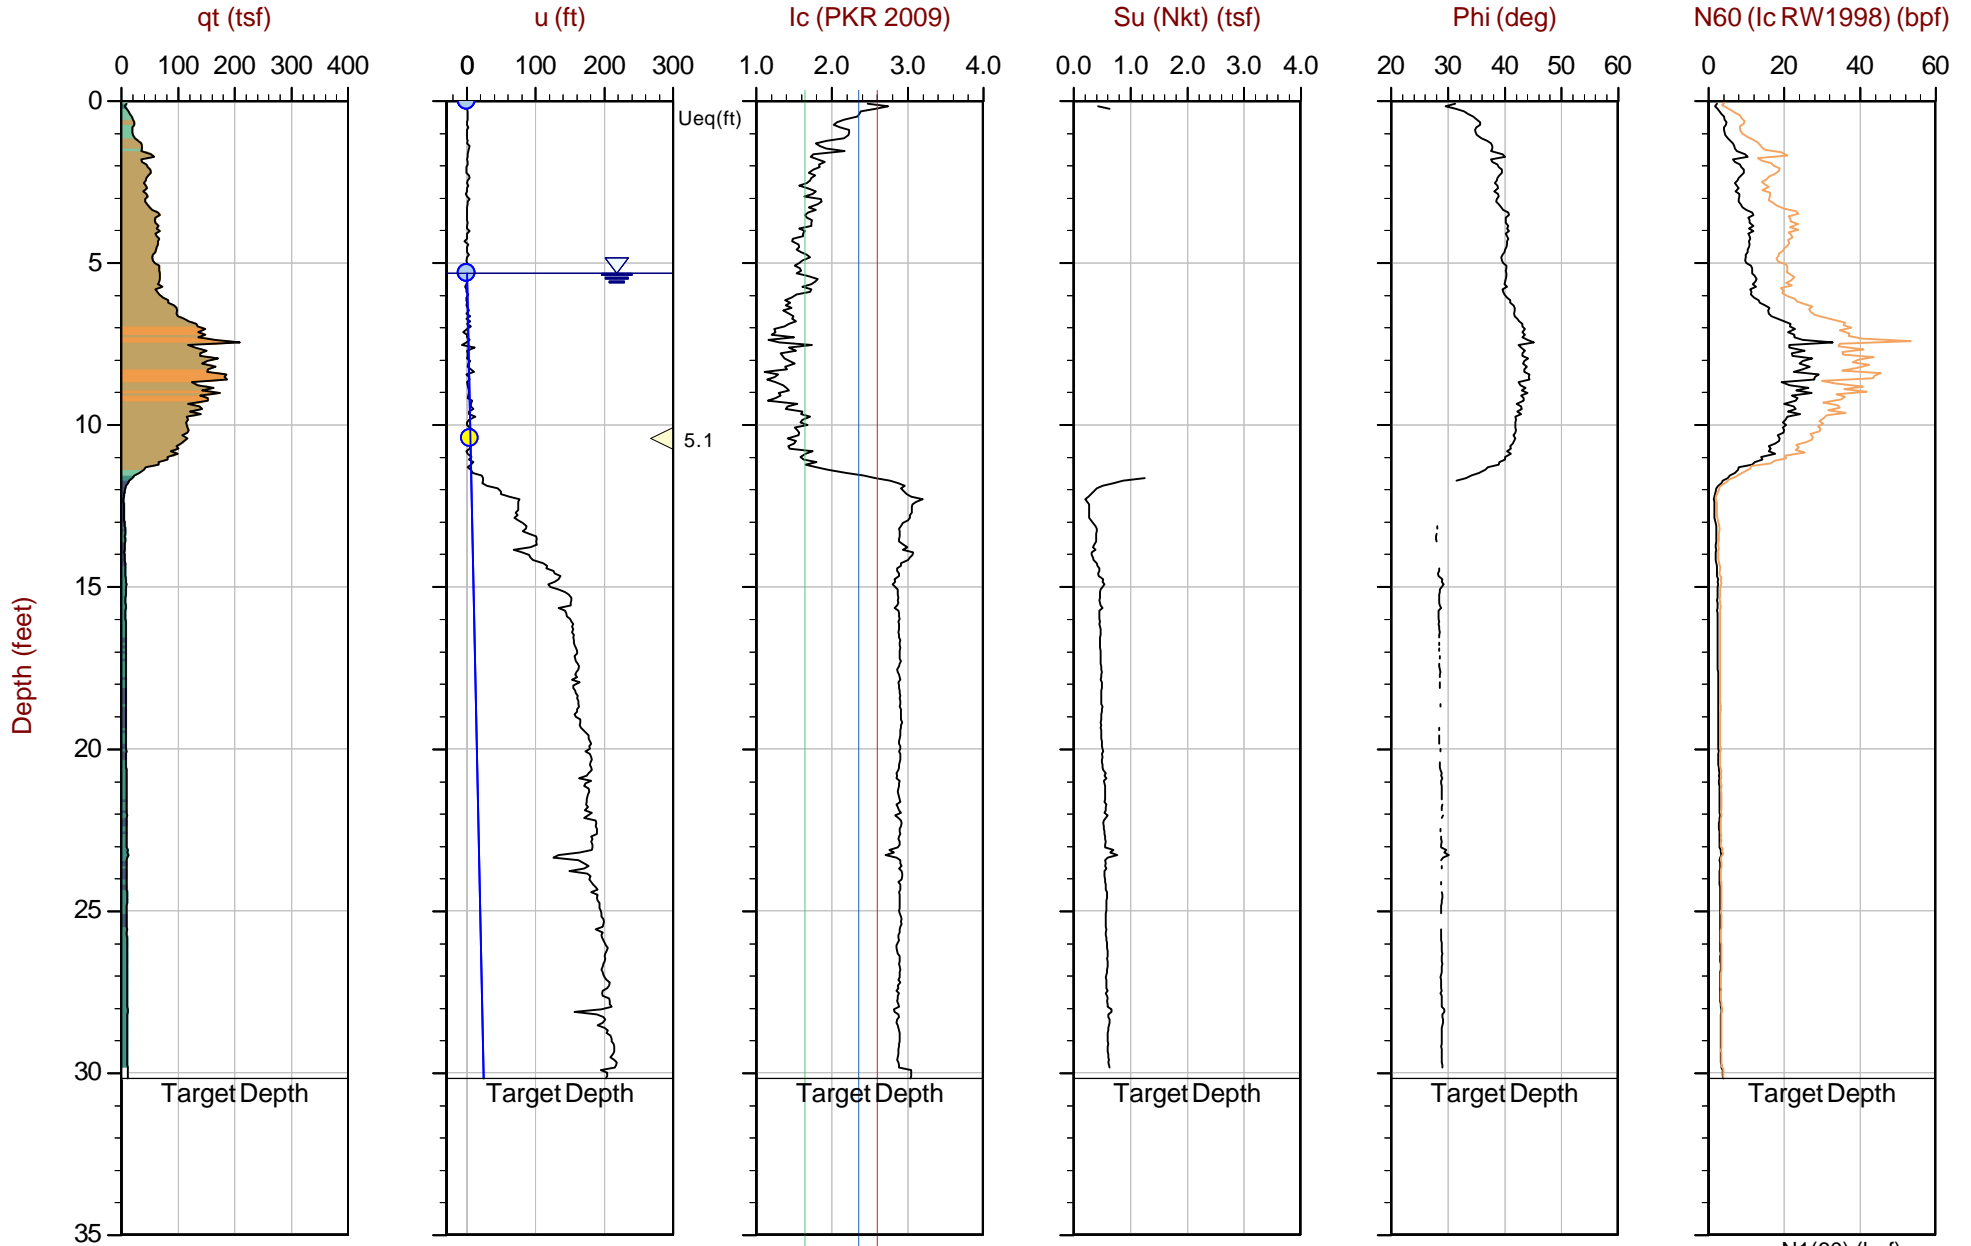 qt (tsf) u (ft) Ic (PKR 2009) Su (Nkt) (tsf) Phi (deg) N60 (Ic RW1998) (bpf)
0 100 200 300 400 0 100 200 300 1.0 2.0 3.0 4.0 0.0 1.0 2.0 3.0 4.0 20 30 40 50 60 0 20 40 60
0
Ueq(ft)
5
10
5.1
15
Depth (feet)
20
25
30
Target Depth Target Depth Target Depth Target Depth Target Depth Target Depth
35